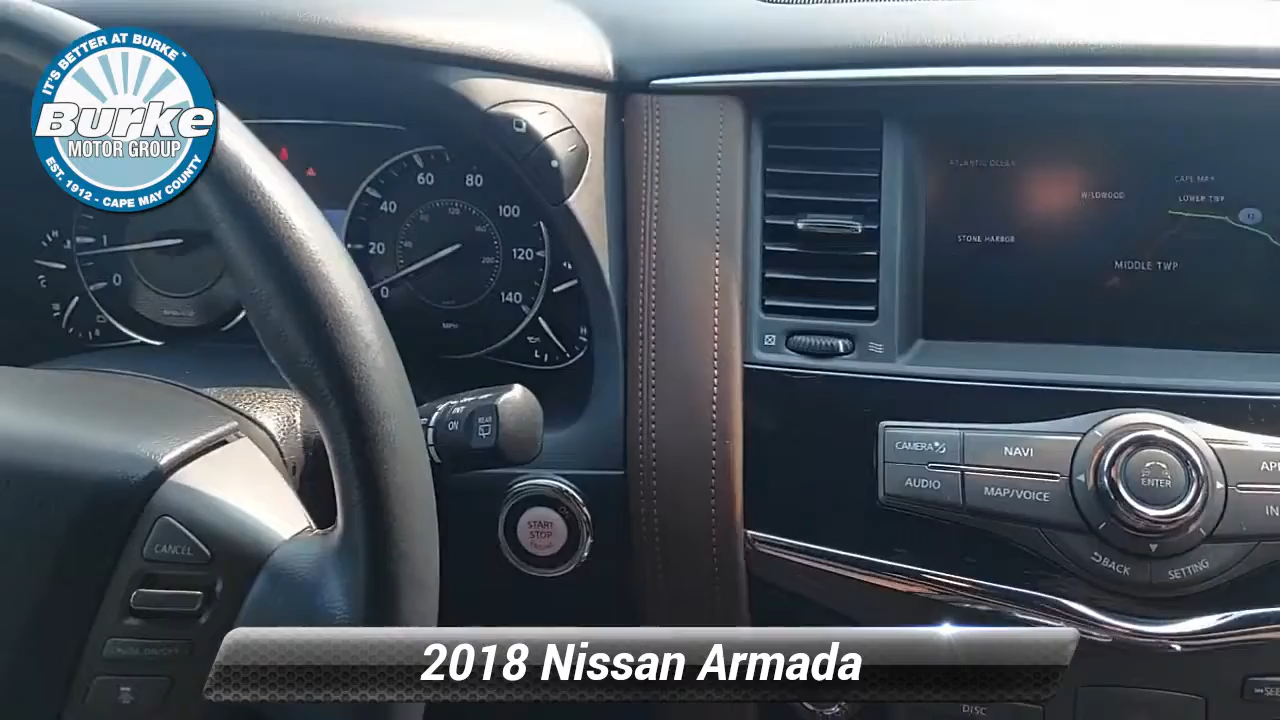 IT'S BETTER AT BURKE
Burke
MOTOR GROUP
EST. 1912 - CAPE MAY COUNTY
60 80
40 100
20 120
0 140
MPH
1
0
H
C
INT
ON
REAR
START
STOP
CANCEL
ATLANTIC OCEAN
WILDWOOD
CAPE MAY
LOWER TWP
STONE HARBOR
MIDDLE TWP
CAMERA
NAVI
AUDIO
MAP/VOICE
ENTER
BACK
SETTING
DISC
2018 Nissan Armada